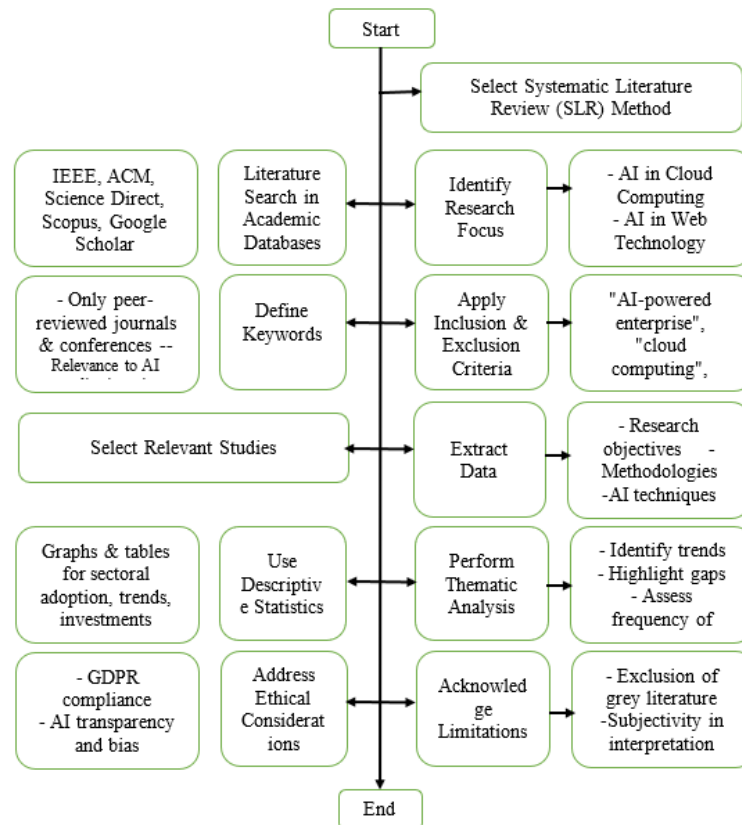 Start
Select Systematic Literature
Review (SLR) Method
IEEE, ACM,
Science Direct,
Scopus, Google
Scholar
Literature
Search in
Academic
Databases
Identify
Research
Focus
- AI in Cloud
Computing
- AI in Web
Technology
- Only peer-
reviewed journals
& conferences --
Relevance to AI
Define
Keywords
Apply
Inclusion &
Exclusion
Criteria
"AI-powered
enterprise",
"cloud
computing",
Select Relevant Studies
Extract
Data
- Research
objectives -
Methodologies
-AI techniques
Graphs & tables
for sectoral
adoption, trends,
investments
Use
Descriptiv
e Statistics
Perform
Thematic
Analysis
- Identify trends
- Highlight gaps
- Assess
frequency of
- GDPR
compliance
- AI transparency
and bias
Address
Ethical
Considerat
ions
Acknowled
ge
Limitations
- Exclusion of
grey literature
-Subjectivity in
interpretation
End